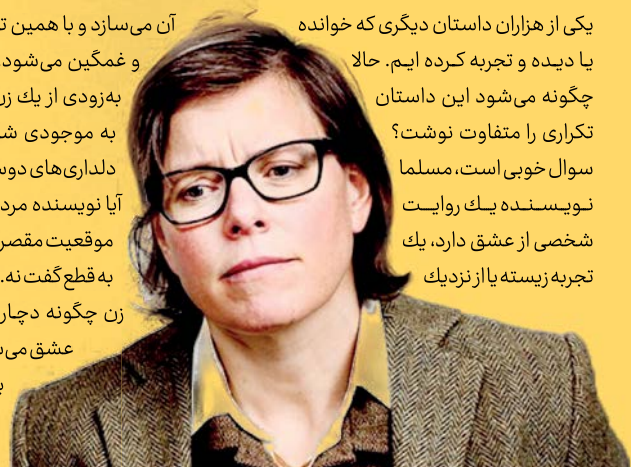 یکی از هزاران داستان دیگری که خوانده
یا دیده و تجربه کرده ایم. حالا
چگونه می‌شود این داستان
تکراری را متفاوت نوشت؟
سوال خوبی است، مسلما
نویسنده یک روایت
شخصی از عشق دارد، یک
تجربه زیسته یا از نزدیک
آن می‌سازد و با همین
و غمگین می‌شود.
به‌زودی از یک
به موجودی
دلداری‌های
آیا نویسنده
موقعیت مقصر
به قطع گفت نه.
زن چگونه دچار
عشق